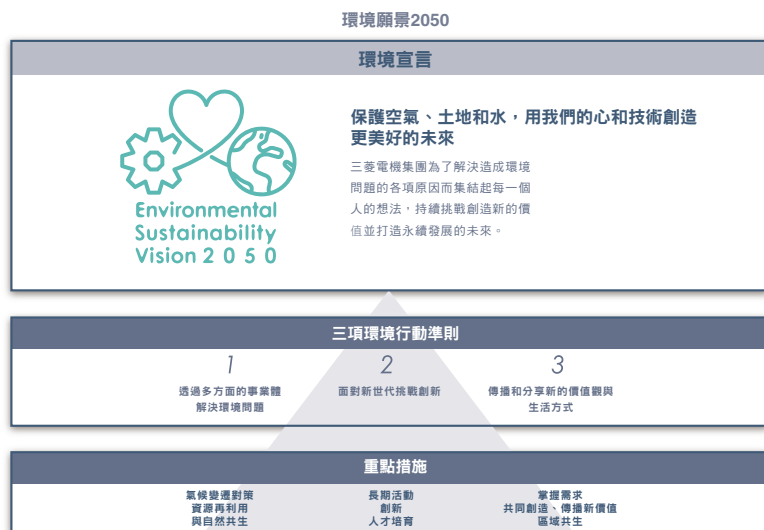 環境願景2050
環境宣言
Environmental
Sustainability
Vision 2050
保護空氣、土地和水，用我們的心和技術創造
更美好的未來
三菱電機集團為了解決造成環境
問題的各項原因而集結起每一個
人的想法，持續挑戰創造新的價
值並打造永續發展的未來。
三項環境行動準則
1
透過多方面的事業體
解決環境問題
2
面對新世代挑戰創新
3
傳播和分享新的價值觀與
生活方式
重點措施
氣候變遷對策
資源再利用
與自然共生
長期活動
創新
人才培育
掌握需求
共同創造、傳播新價值
區域共生